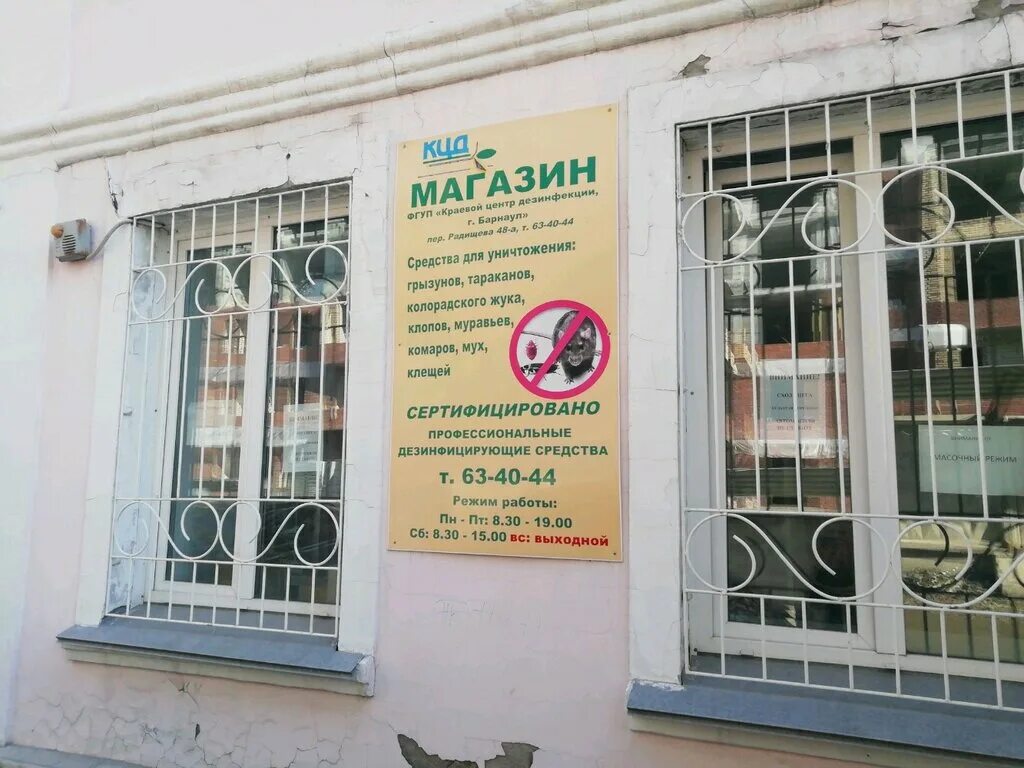 КЦД
МАГАЗИН
ФГУП «Краевой центр дезинфекции,
г. Барнаул»
пер. Радищева 48-а, т. 63-40-44
Средства для уничтожения:
грызунов, тараканов,
колорадского жука,
клопов, муравьев,
комаров, мух,
клещей
СЕРТИФИЦИРОВАНО
ПРОФЕССИОНАЛЬНЫЕ
ДЕЗИНФИЦИРУЮЩИЕ СРЕДСТВА
т. 63-40-44
Режим работы:
Пн - Пт: 8.30 - 19.00
Сб: 8.30 - 15.00 вс: ВЫХОДНОЙ
ВНИМАНИЕ!
МАСОЧНЫЙ РЕЖИМ